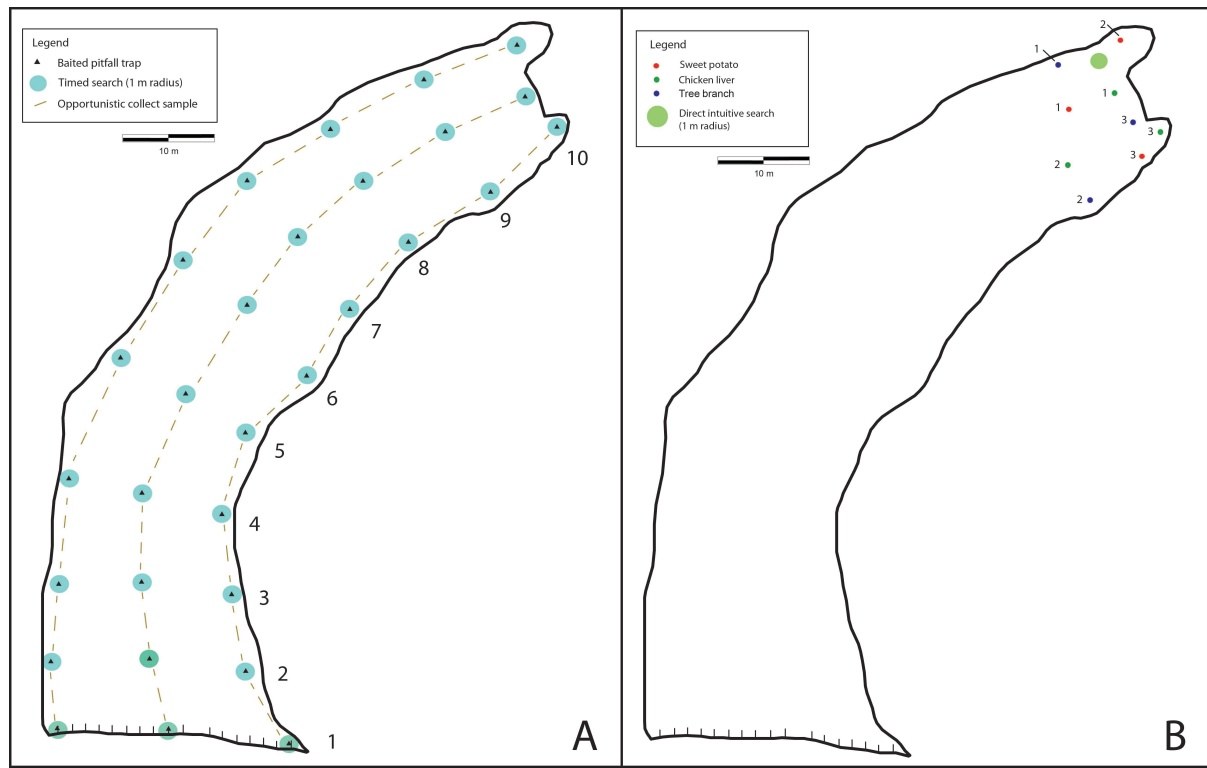 Legend
Baited pitfall trap
Timed search (1 m radius)
Opportunistic collect sample
10 m
10
9
8
7
6
5
4
3
2
1
A
Legend
Sweet potato
Chicken liver
Tree branch
Direct intuitive search
(1 m radius)
10 m
2
1
1
1
3
3
3
2
2
B